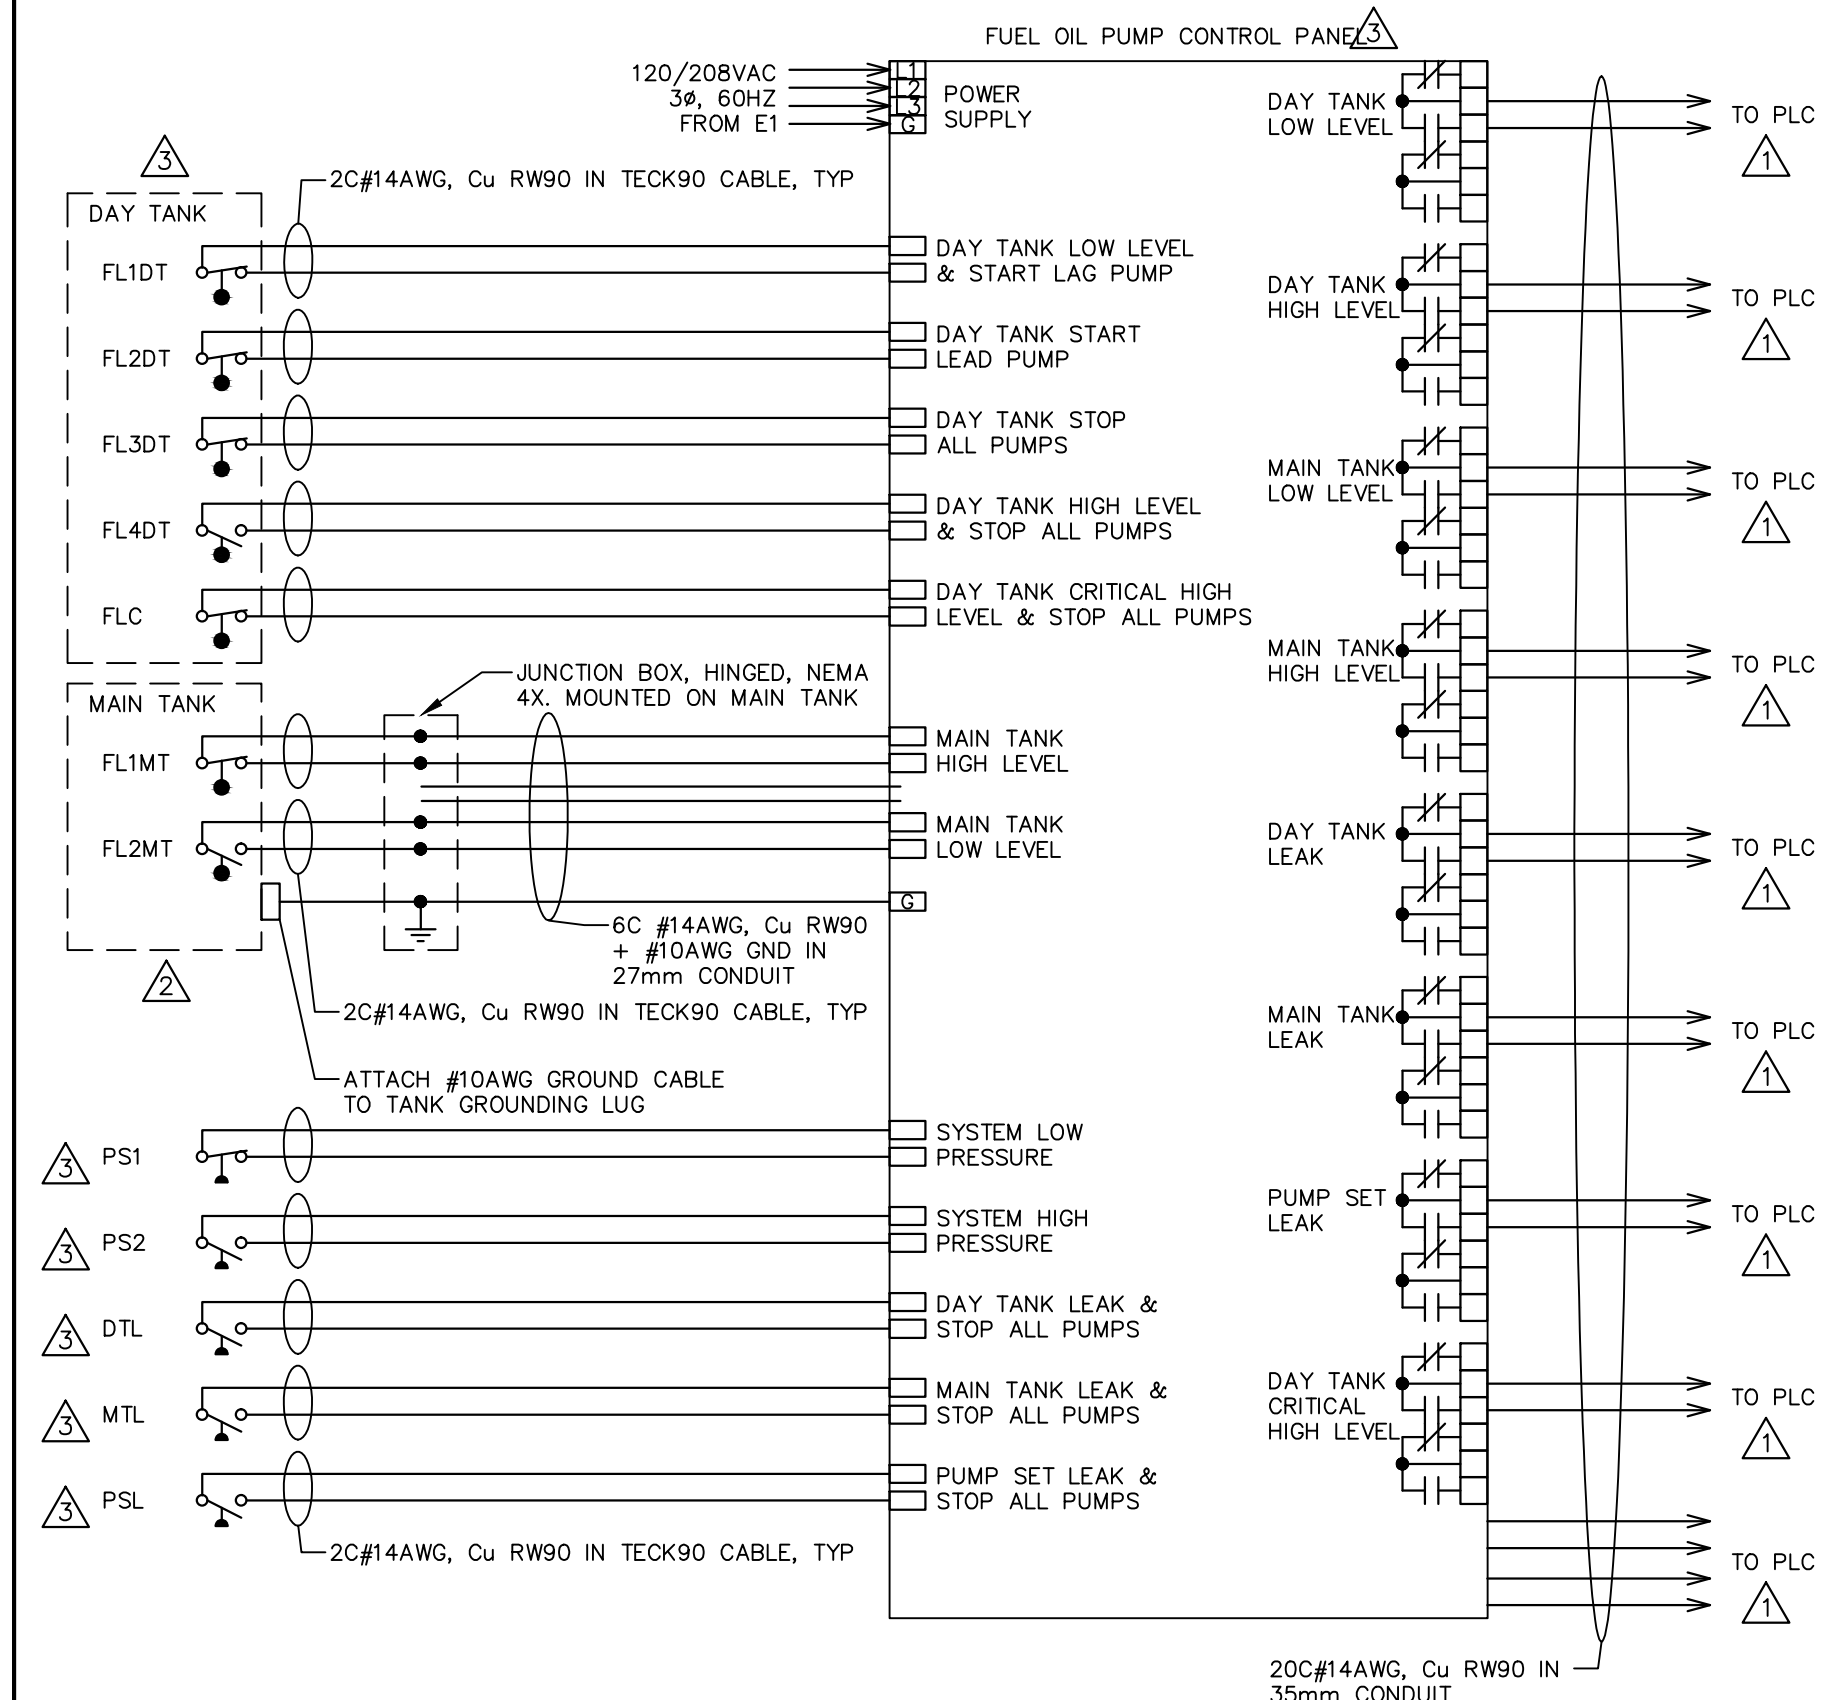 FUEL OIL PUMP CONTROL PANEL
3
120/208VAC
3ø, 60HZ
FROM E1
L1
L2
L3
G
POWER
SUPPLY
3
DAY TANK
2C#14AWG, Cu RW90 IN TECK90 CABLE, TYP
FL1DT
DAY TANK LOW LEVEL
& START LAG PUMP
FL2DT
DAY TANK START
LEAD PUMP
FL3DT
DAY TANK STOP
ALL PUMPS
FL4DT
DAY TANK HIGH LEVEL
& STOP ALL PUMPS
FLC
DAY TANK CRITICAL HIGH
LEVEL & STOP ALL PUMPS
JUNCTION BOX, HINGED, NEMA
4X. MOUNTED ON MAIN TANK
MAIN TANK
FL1MT
MAIN TANK
HIGH LEVEL
FL2MT
MAIN TANK
LOW LEVEL
G
6C #14AWG, Cu RW90
+ #10AWG GND IN
27mm CONDUIT
2
2C#14AWG, Cu RW90 IN TECK90 CABLE, TYP
ATTACH #10AWG GROUND CABLE
TO TANK GROUNDING LUG
3
PS1
SYSTEM LOW
PRESSURE
3
PS2
SYSTEM HIGH
PRESSURE
3
DTL
DAY TANK LEAK &
STOP ALL PUMPS
3
MTL
MAIN TANK LEAK &
STOP ALL PUMPS
3
PSL
PUMP SET LEAK &
STOP ALL PUMPS
2C#14AWG, Cu RW90 IN TECK90 CABLE, TYP
DAY TANK
LOW LEVEL
TO PLC
1
DAY TANK
HIGH LEVEL
TO PLC
1
MAIN TANK
LOW LEVEL
TO PLC
1
MAIN TANK
HIGH LEVEL
TO PLC
1
DAY TANK
LEAK
TO PLC
1
MAIN TANK
LEAK
TO PLC
1
PUMP SET
LEAK
TO PLC
1
DAY TANK
CRITICAL
HIGH LEVEL
TO PLC
1
TO PLC
1
20C#14AWG, Cu RW90 IN
35mm CONDUIT